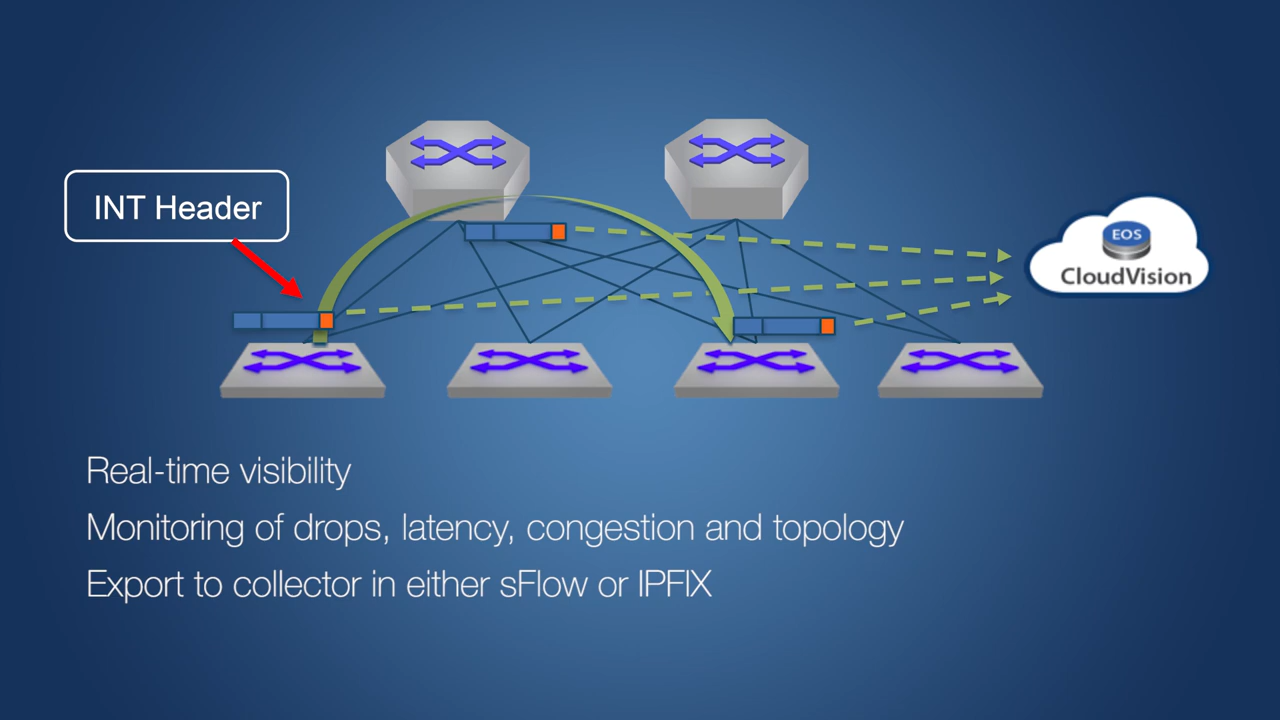 INT Header
EOS
CloudVision
Real-time visibility
Monitoring of drops, latency, congestion and topology
Export to collector in either sFlow or IPFIX